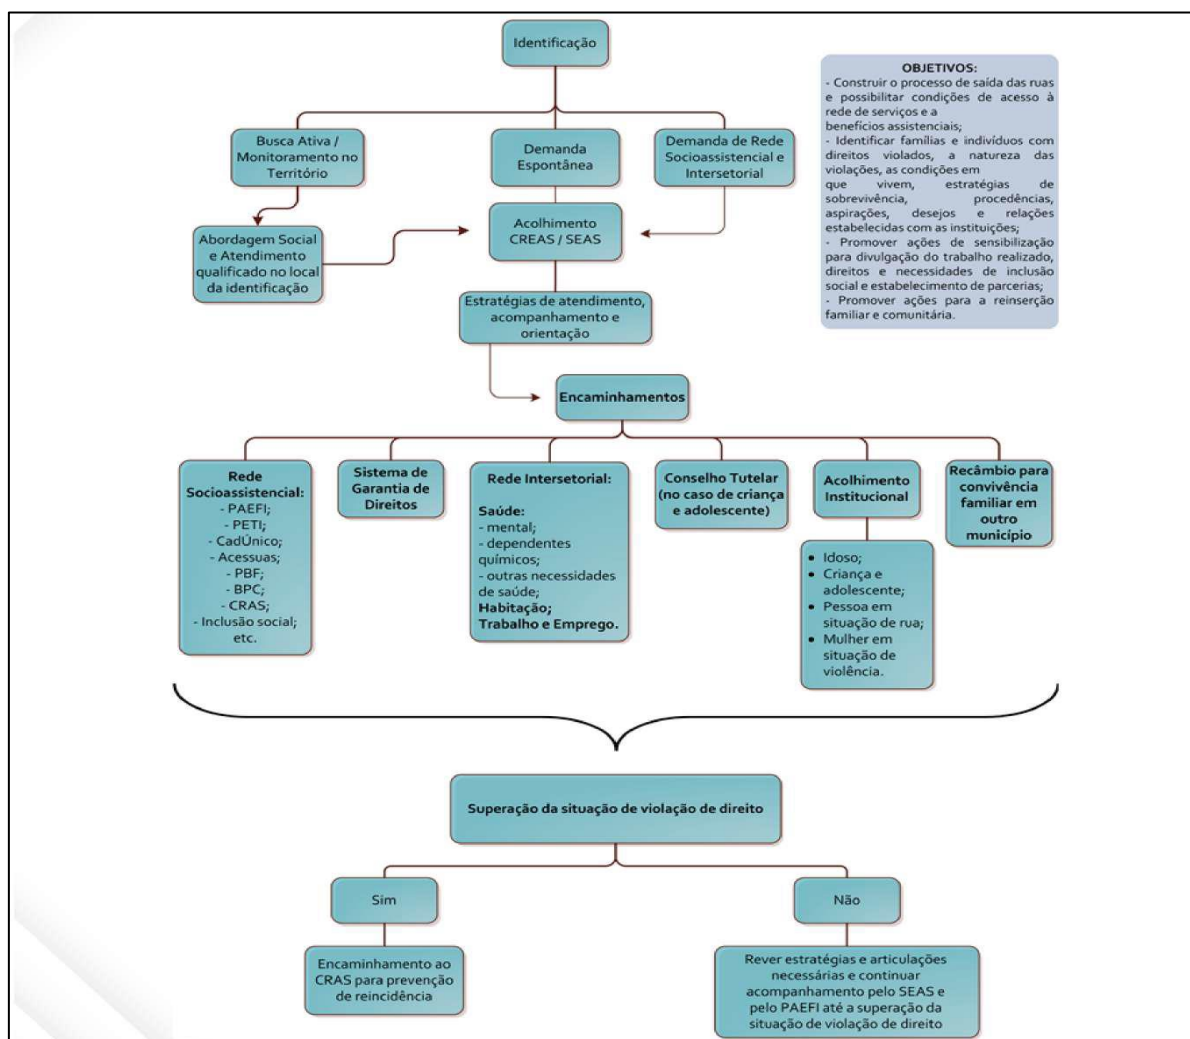 Identificação
OBJETIVOS:
- Construir o processo de saída das ruas
e possibilitar condições de acesso à
rede de serviços e a
benefícios assistenciais;
- Identificar famílias e indivíduos com
direitos violados, a natureza das
violações, as condições em
que vivem, estratégias de
sobrevivência, procedências,
aspirações, desejos e relações
estabelecidas com as instituições;
- Promover ações de sensibilização
para divulgação do trabalho realizado,
direitos e necessidades de inclusão
social e estabelecimento de parcerias;
- Promover ações para a reinserção
familiar e comunitária.
Busca Ativa /
Monitoramento no
Território
Demanda
Espontânea
Demanda de Rede
Socioassistencial e
Intersetorial
Abordagem Social
e Atendimento
qualificado no local
da identificação
Acolhimento
CREAS / SEAS
Estratégias de atendimento,
acompanhamento e
orientação
Encaminhamentos
Rede
Socioassistencial:
- PAEFI;
- PETI;
- CadÚnico;
- Acessuas;
- PBF;
- BPC;
- CRAS;
- Inclusão social;
etc.
Sistema de
Garantia de
Direitos
Rede Intersetorial:
Saúde:
- mental;
- dependentes
químicos;
- outras necessidades
de saúde;
Habitação;
Trabalho e Emprego.
Conselho Tutelar
(no caso de criança
e adolescente)
Acolhimento
Institucional
• Idoso;
• Criança e
adolescente;
• Pessoa em
situação de rua;
• Mulher em
situação de
violência.
Recâmbio para
convivência
familiar em
outro
município
Superação da situação de violação de direito
Sim
Não
Encaminhamento ao
CRAS para prevenção
de reincidência
Rever estratégias e articulações
necessárias e continuar
acompanhamento pelo SEAS e
pelo PAEFI até a superação da
situação de violação de direito